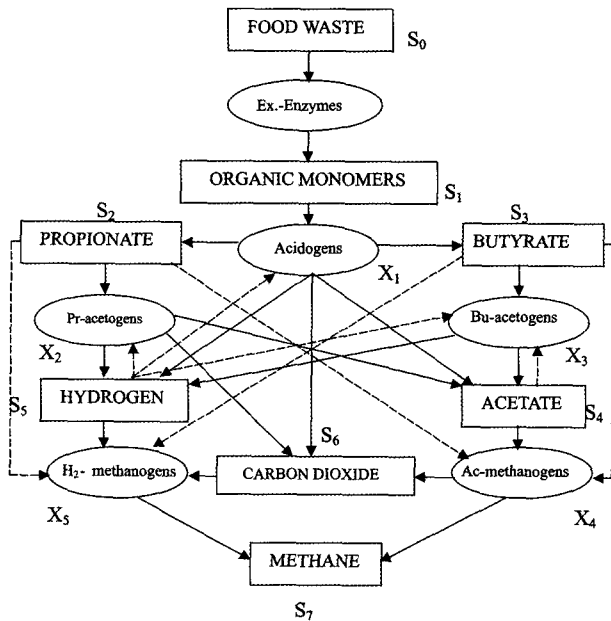 FOOD WASTE
S0
Ex.-Enzymes
ORGANIC MONOMERS
S1
S2
S3
PROPIONATE
Acidogens
BUTYRATE
X1
Pr-acetogens
Bu-acetogens
X2
X3
S5
HYDROGEN
ACETATE
S4
S6
H2- methanogens
CARBON DIOXIDE
Ac-methanogens
X5
X4
METHANE
S7